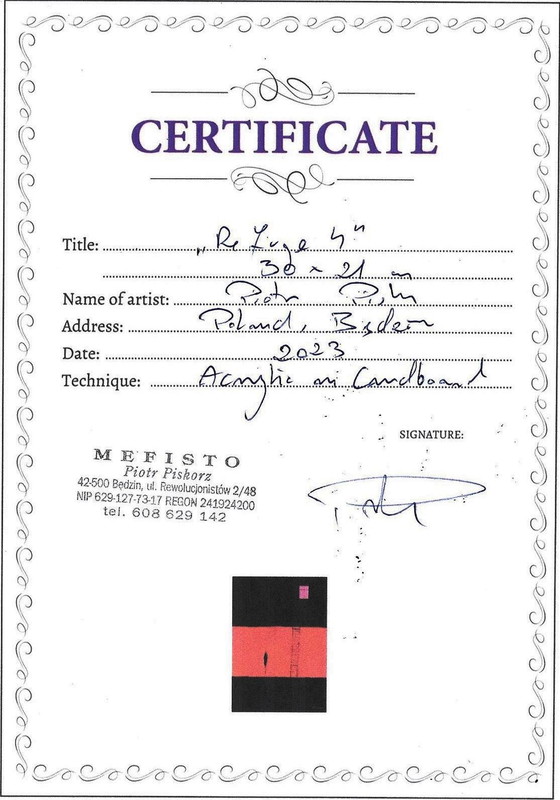 CERTIFICATE
Title: „Refuge 4"
30 x 21 cm
Name of artist: Piotr
Address: Poland, Będzin
Date: 2023
Technique: Acrylic on Cardboard
SIGNATURE:
MEFISTO
Piotr Piskorz
42-500 Będzin, ul. Rewolucjonistów 2/48
NIP 629-127-73-17 REGON 241924200
tel. 608 629 142